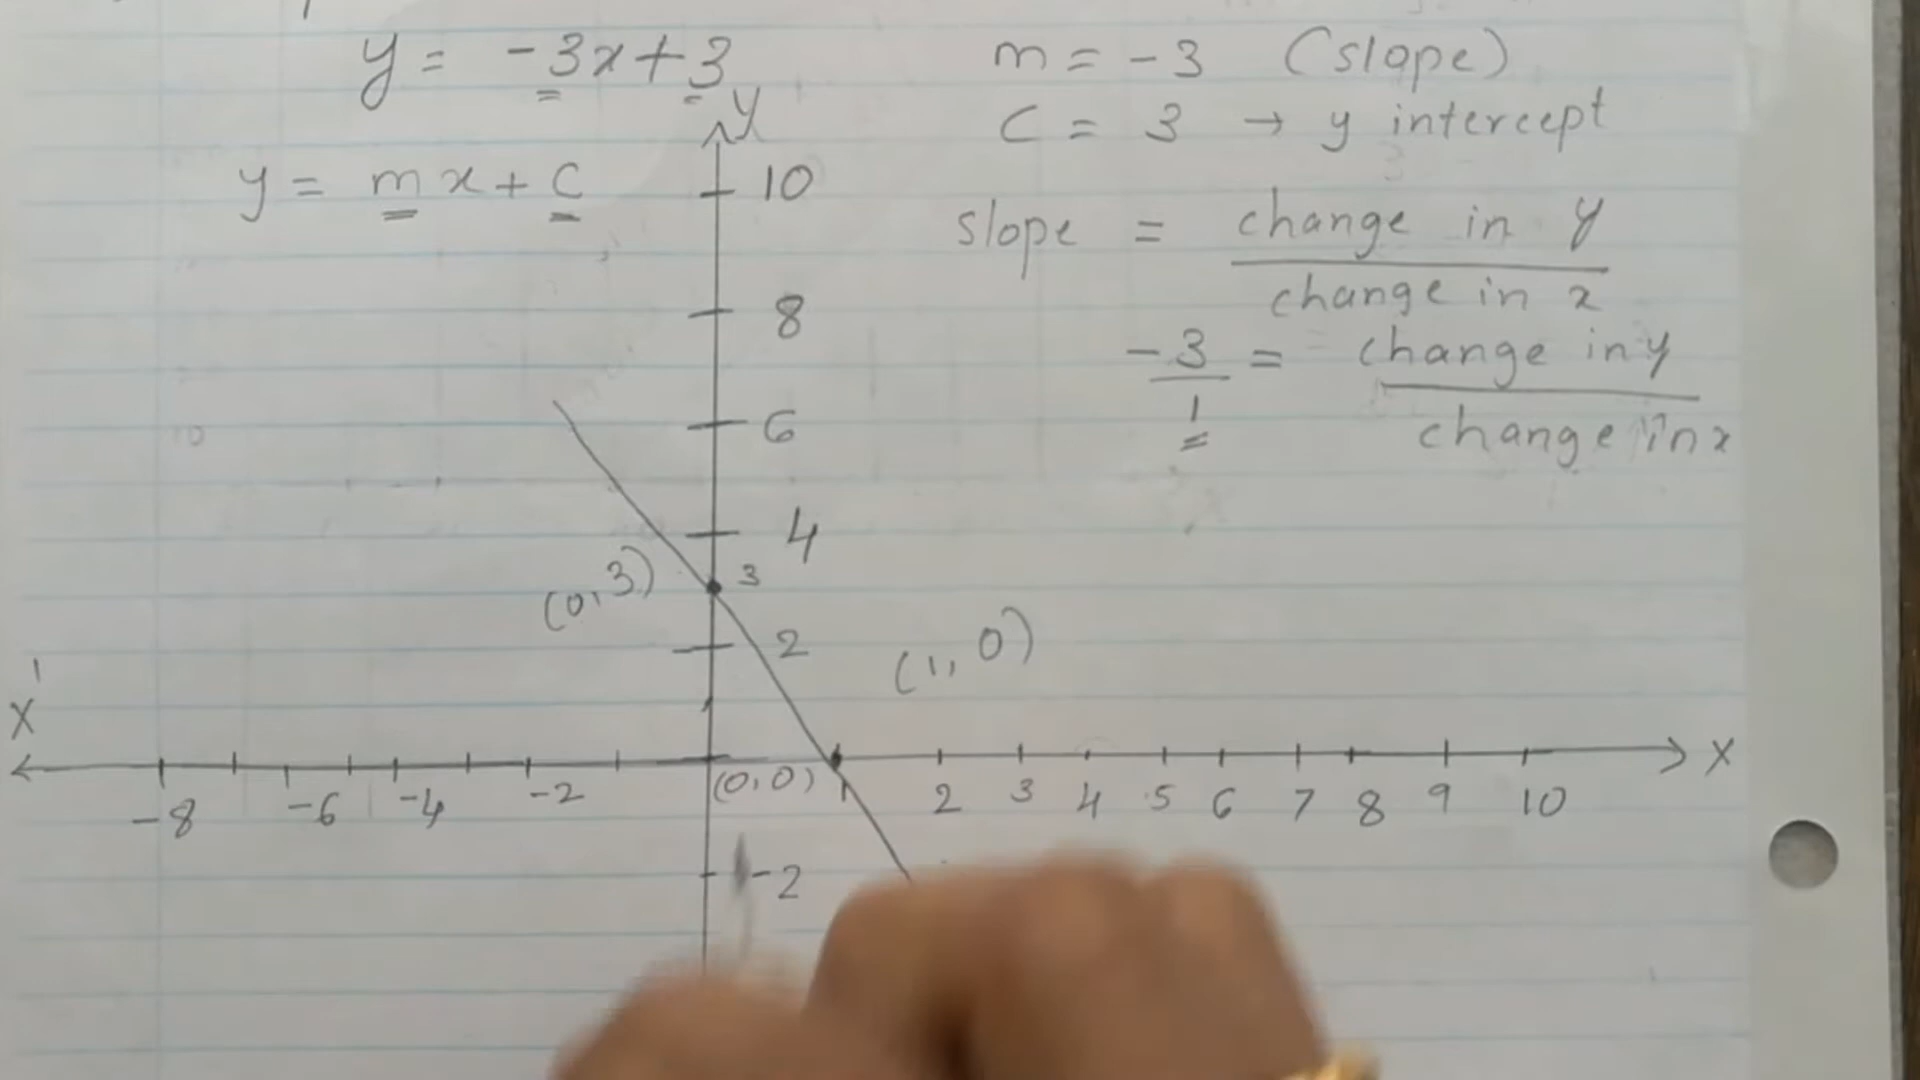 y = -3x+3
y = mx + c
m = -3 (slope)
c = 3 → y intercept
slope = change in y
change in x
-3 = change in y
1 change in x
y
10
8
6
4
3
(0,3)
2
(1, 0)
X'
X
-8 -6 -4 -2 (0,0) 1 2 3 4 5 6 7 8 9 10
-2